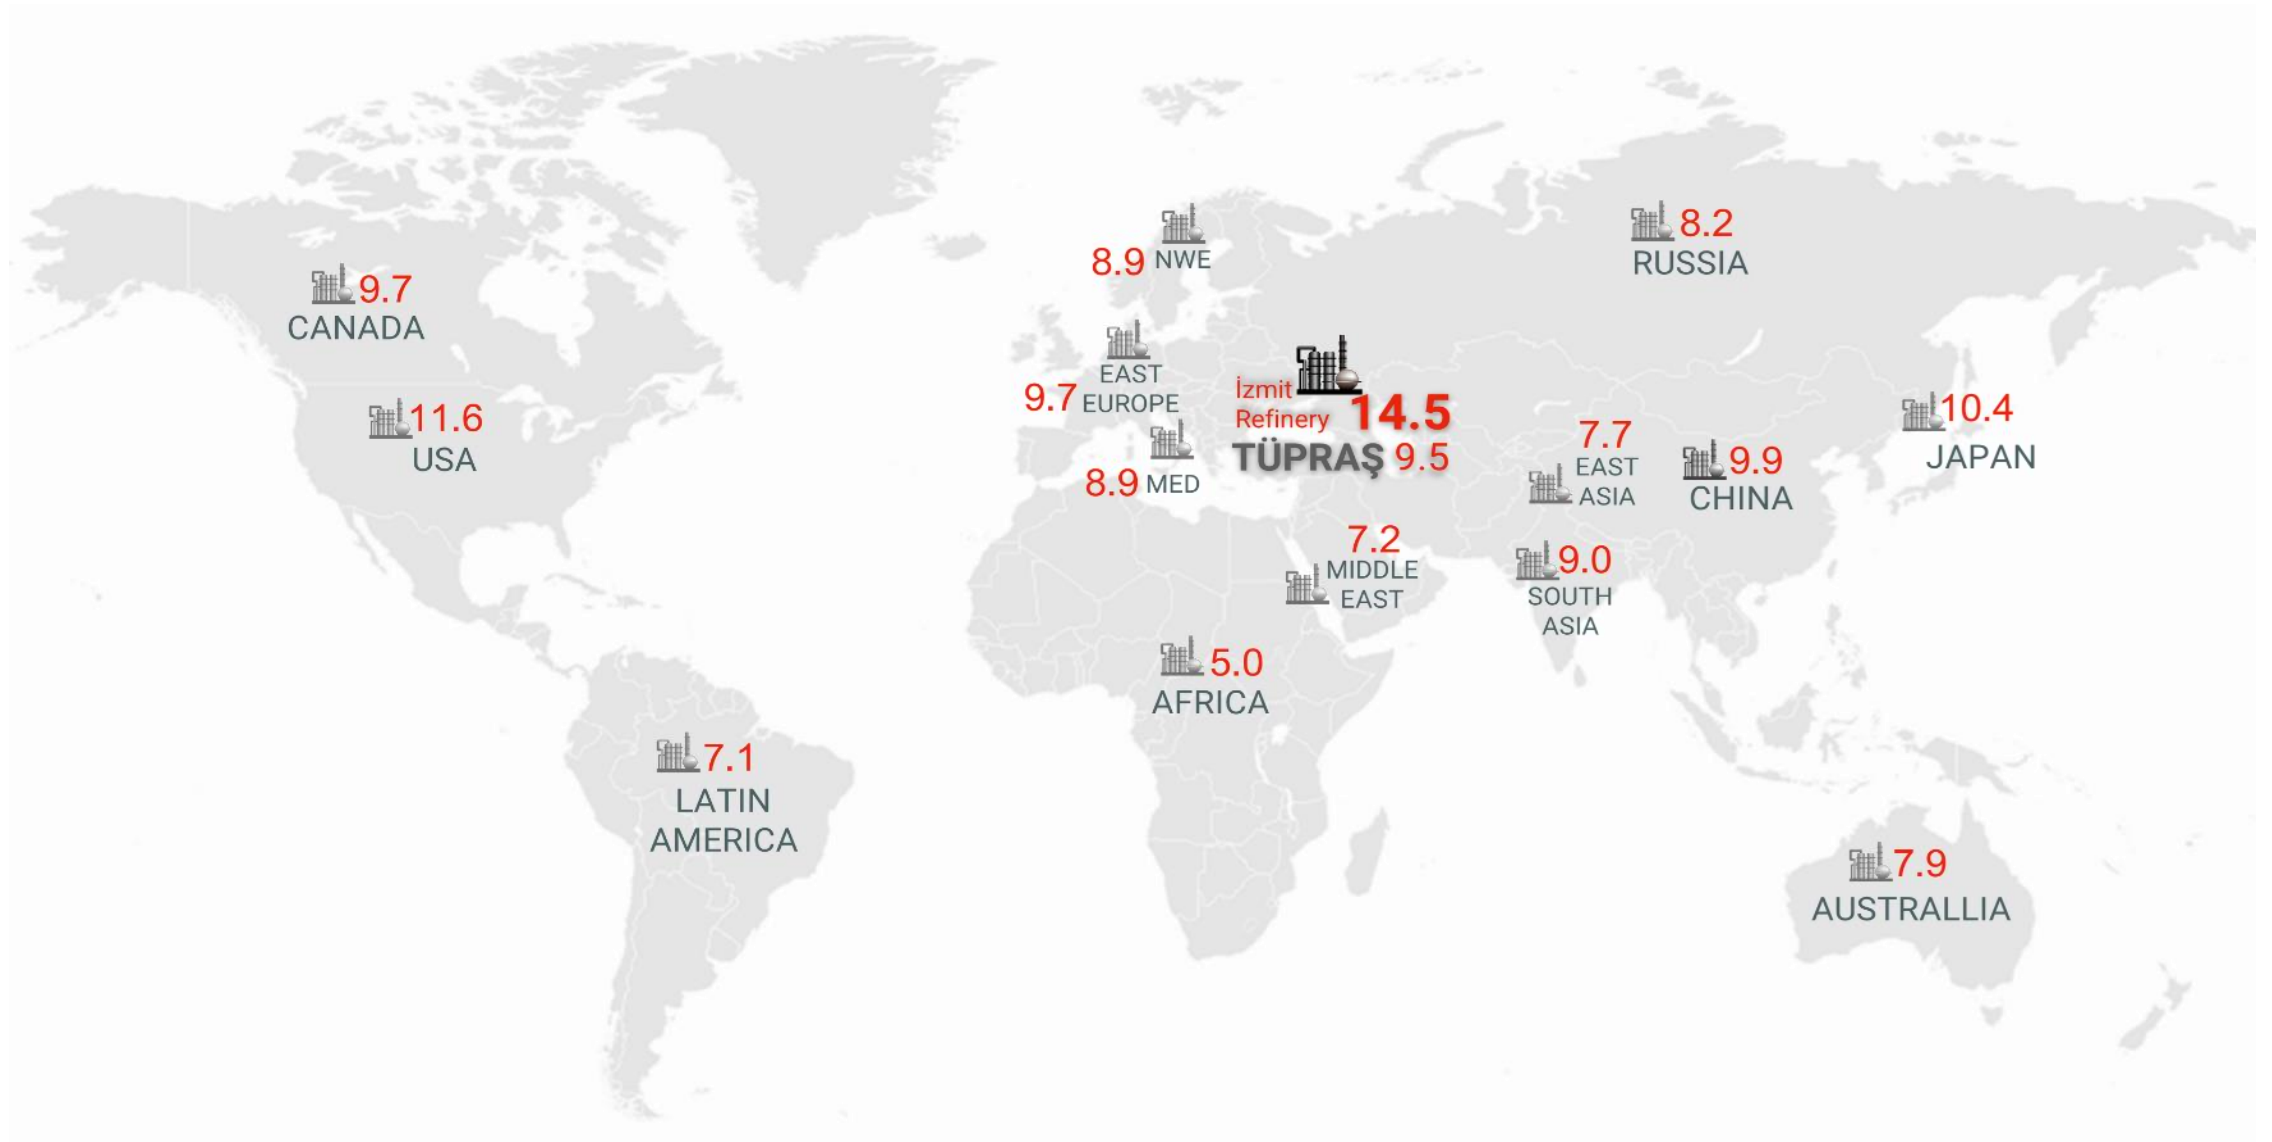 8.2
RUSSIA
8.9 NWE
9.7
CANADA
EAST
9.7 EUROPE
İzmit
Refinery 14.5
TÜPRAŞ 9.5
11.6
USA
8.9 MED
7.7
EAST
ASIA
9.9
CHINA
10.4
JAPAN
7.2
MIDDLE
EAST
9.0
SOUTH
ASIA
5.0
AFRICA
7.1
LATIN
AMERICA
7.9
AUSTRALLIA